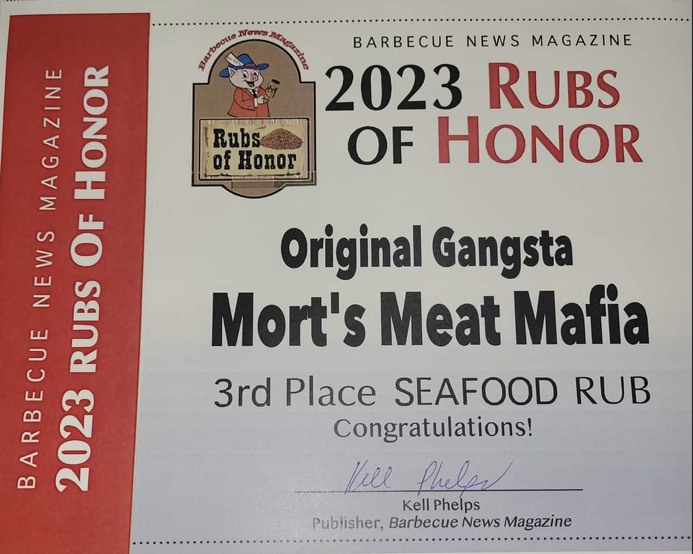 BARBECUE NEWS MAGAZINE
2023 RUBS OF HONOR
Barbecue News Magazine
Rubs
of Honor
BARBECUE NEWS MAGAZINE
2023 RUBS
OF HONOR
Original Gangsta
Mort's Meat Mafia
3rd Place SEAFOOD RUB
Congratulations!
Kell Phelps
Kell Phelps
Publisher, Barbecue News Magazine